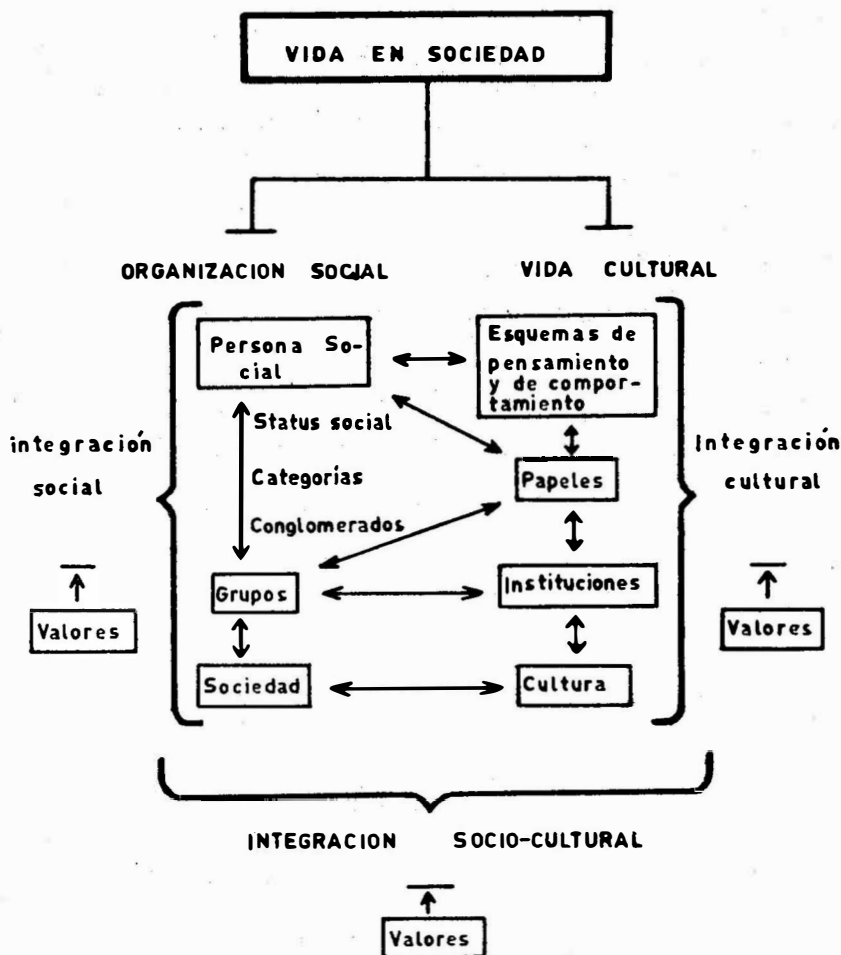 VIDA EN SOCIEDAD
ORGANIZACION SOCIAL
VIDA CULTURAL
Persona So-
cial
Esquemas de
pensamiento
y de compor-
tamiento
Status social
integración
social
Categorías
Papeles
Integración
cultural
Conglomerados
Grupos
Instituciones
Valores
Valores
Sociedad
Cultura
INTEGRACION SOCIO-CULTURAL
Valores